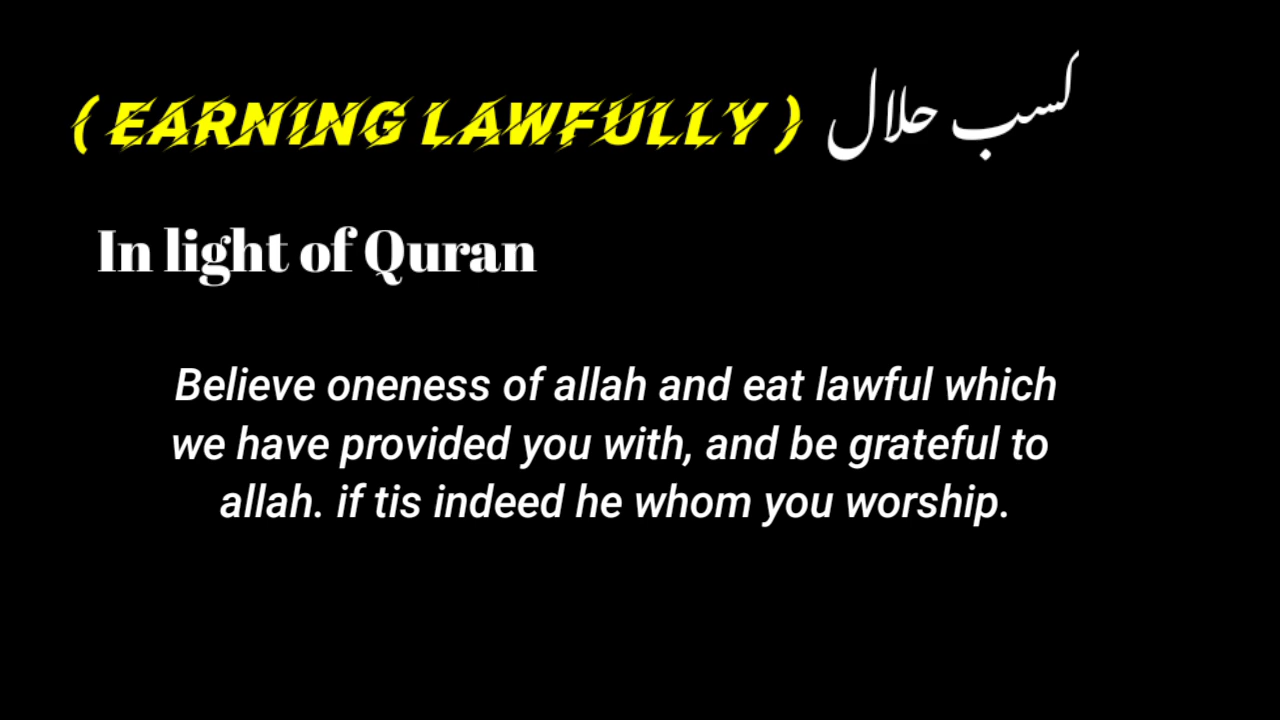 ( EARNING LAWFULLY ) کسب حلال
In light of Quran
Believe oneness of allah and eat lawful which
we have provided you with, and be grateful to
allah. if tis indeed he whom you worship.